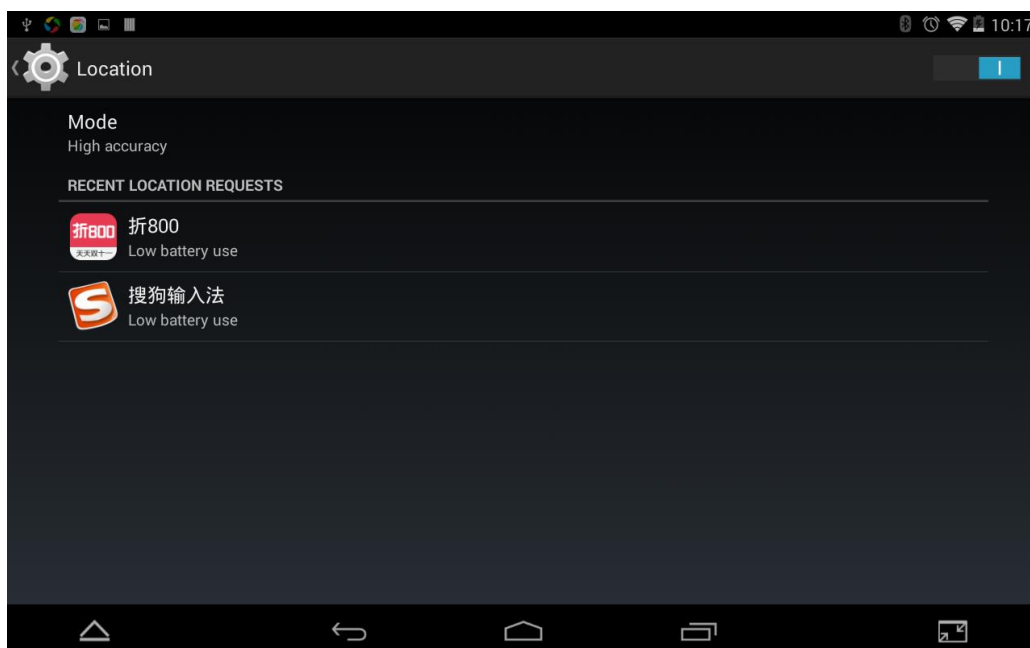 10:17
Location
Mode
High accuracy
RECENT LOCATION REQUESTS
折800
天天双十一
折800
Low battery use
搜狗输入法
Low battery use